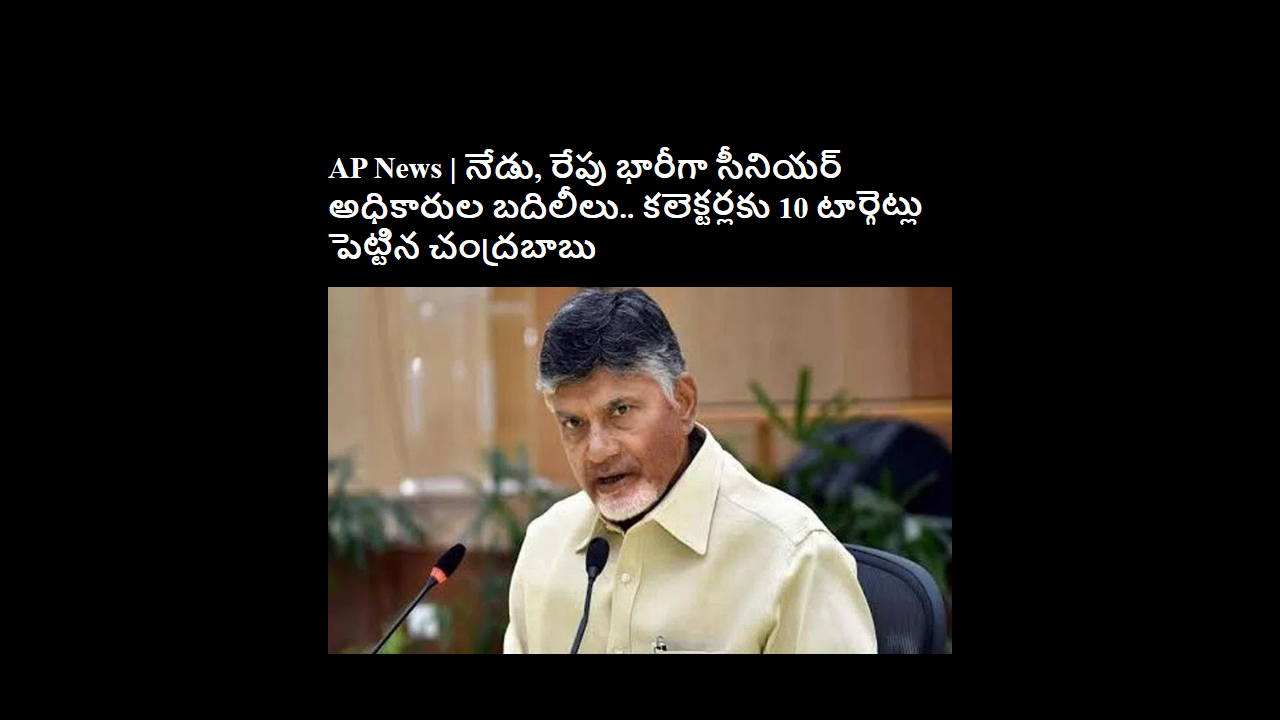 AP News | నేడు, రేపు భారీగా సీనియర్
అధికారుల బదిలీలు.. కలెక్టర్లకు 10 టార్గెట్లు
పెట్టిన చంద్రబాబు